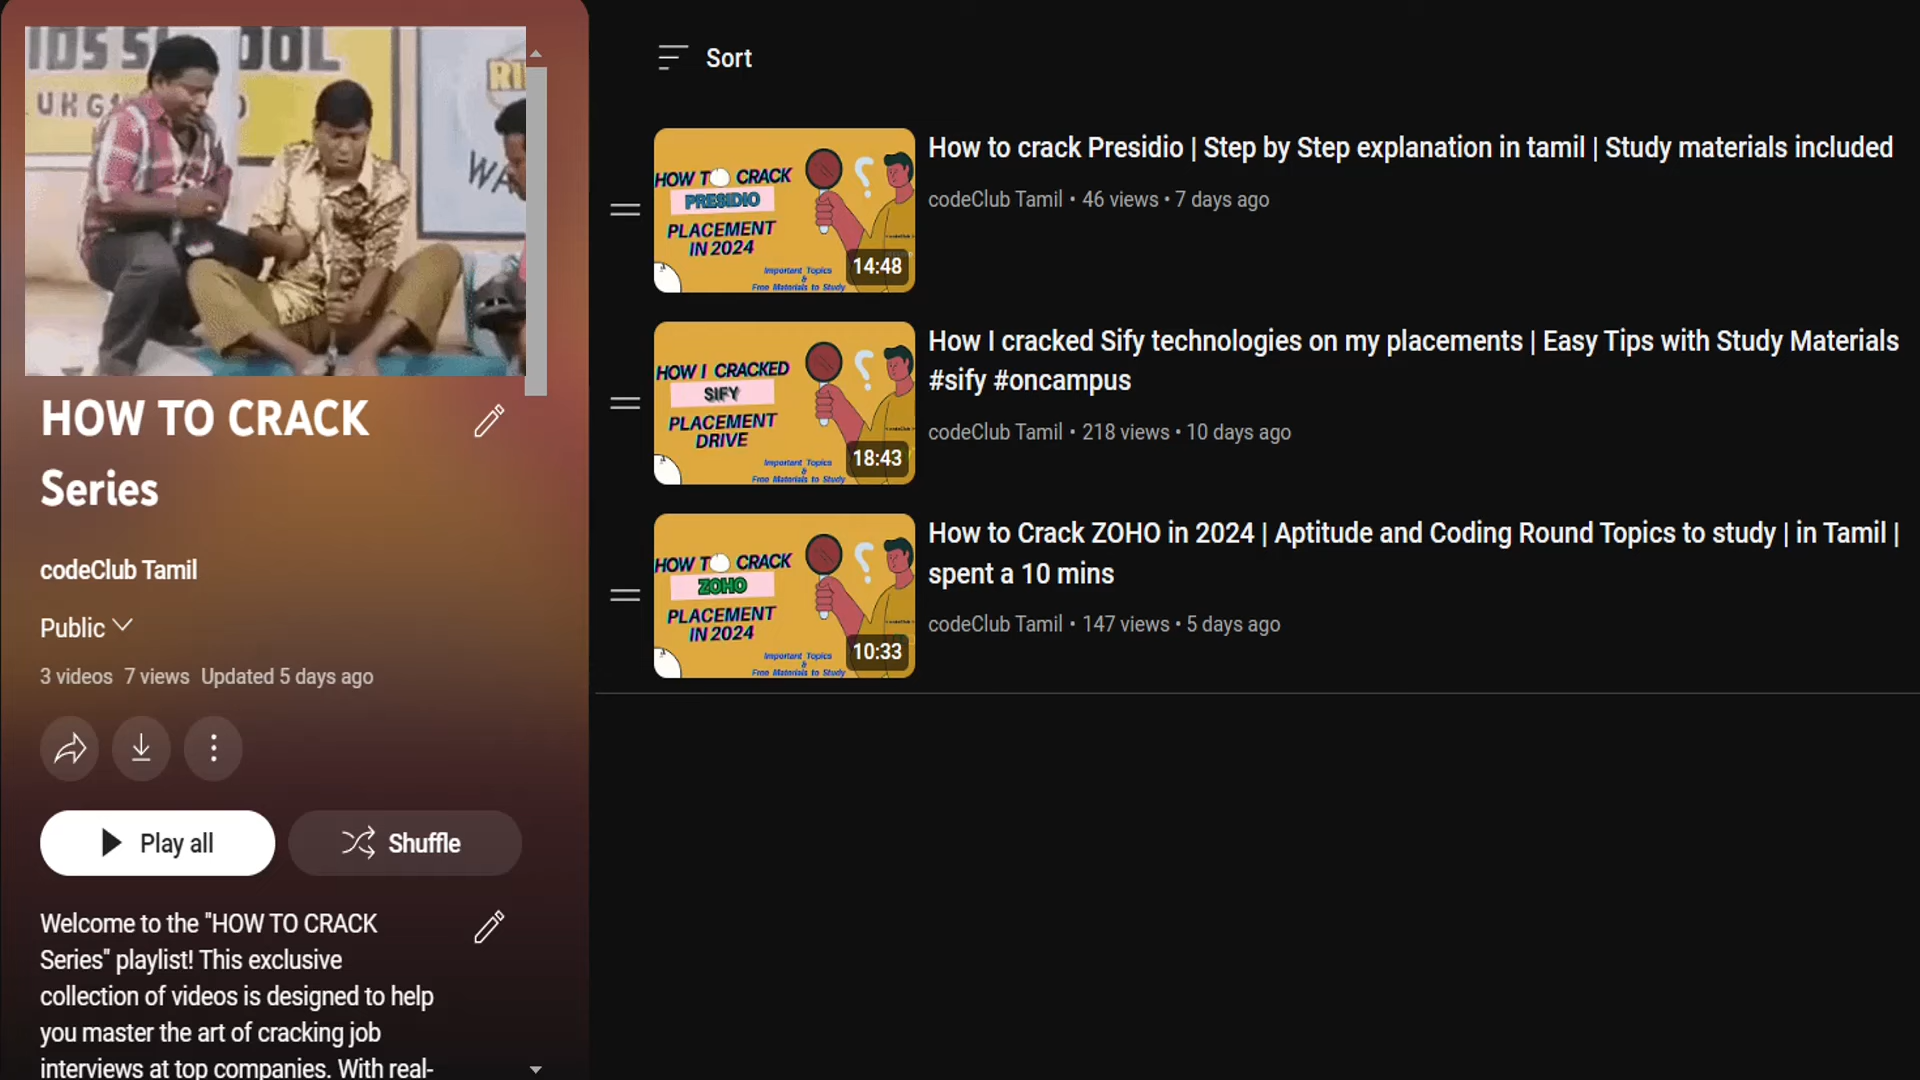 IDS S OOL
UKG
RI
WA
HOW TO CRACK
Series
codeClub Tamil
Public
3 videos 7 views Updated 5 days ago
Play all
Shuffle
Welcome to the "HOW TO CRACK
Series" playlist! This exclusive
collection of videos is designed to help
you master the art of cracking job
interviews at top companies. With real-
Sort
HOW TO CRACK
PRESIDIO
PLACEMENT
IN 2024
Important Topics
&
Free Materials to Study
14:48
How to crack Presidio | Step by Step explanation in tamil | Study materials included
codeClub Tamil • 46 views • 7 days ago
HOW I CRACKED
SIFY
PLACEMENT
DRIVE
Important Topics
&
Free Materials to Study
18:43
How I cracked Sify technologies on my placements | Easy Tips with Study Materials
#sify #oncampus
codeClub Tamil • 218 views • 10 days ago
HOW TO CRACK
ZOHO
PLACEMENT
IN 2024
Important Topics
&
Free Materials to Study
10:33
How to Crack ZOHO in 2024 | Aptitude and Coding Round Topics to study | in Tamil |
spent a 10 mins
codeClub Tamil • 147 views • 5 days ago